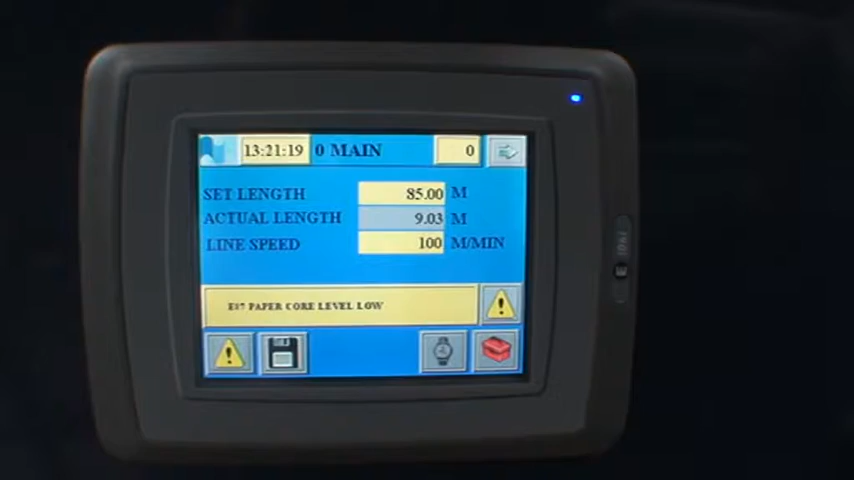 13:21:19 0 MAIN 0
SET LENGTH 85.00 M
ACTUAL LENGTH 9.03 M
LINE SPEED 100 M/MIN
PAPER CORE LEVEL LOW